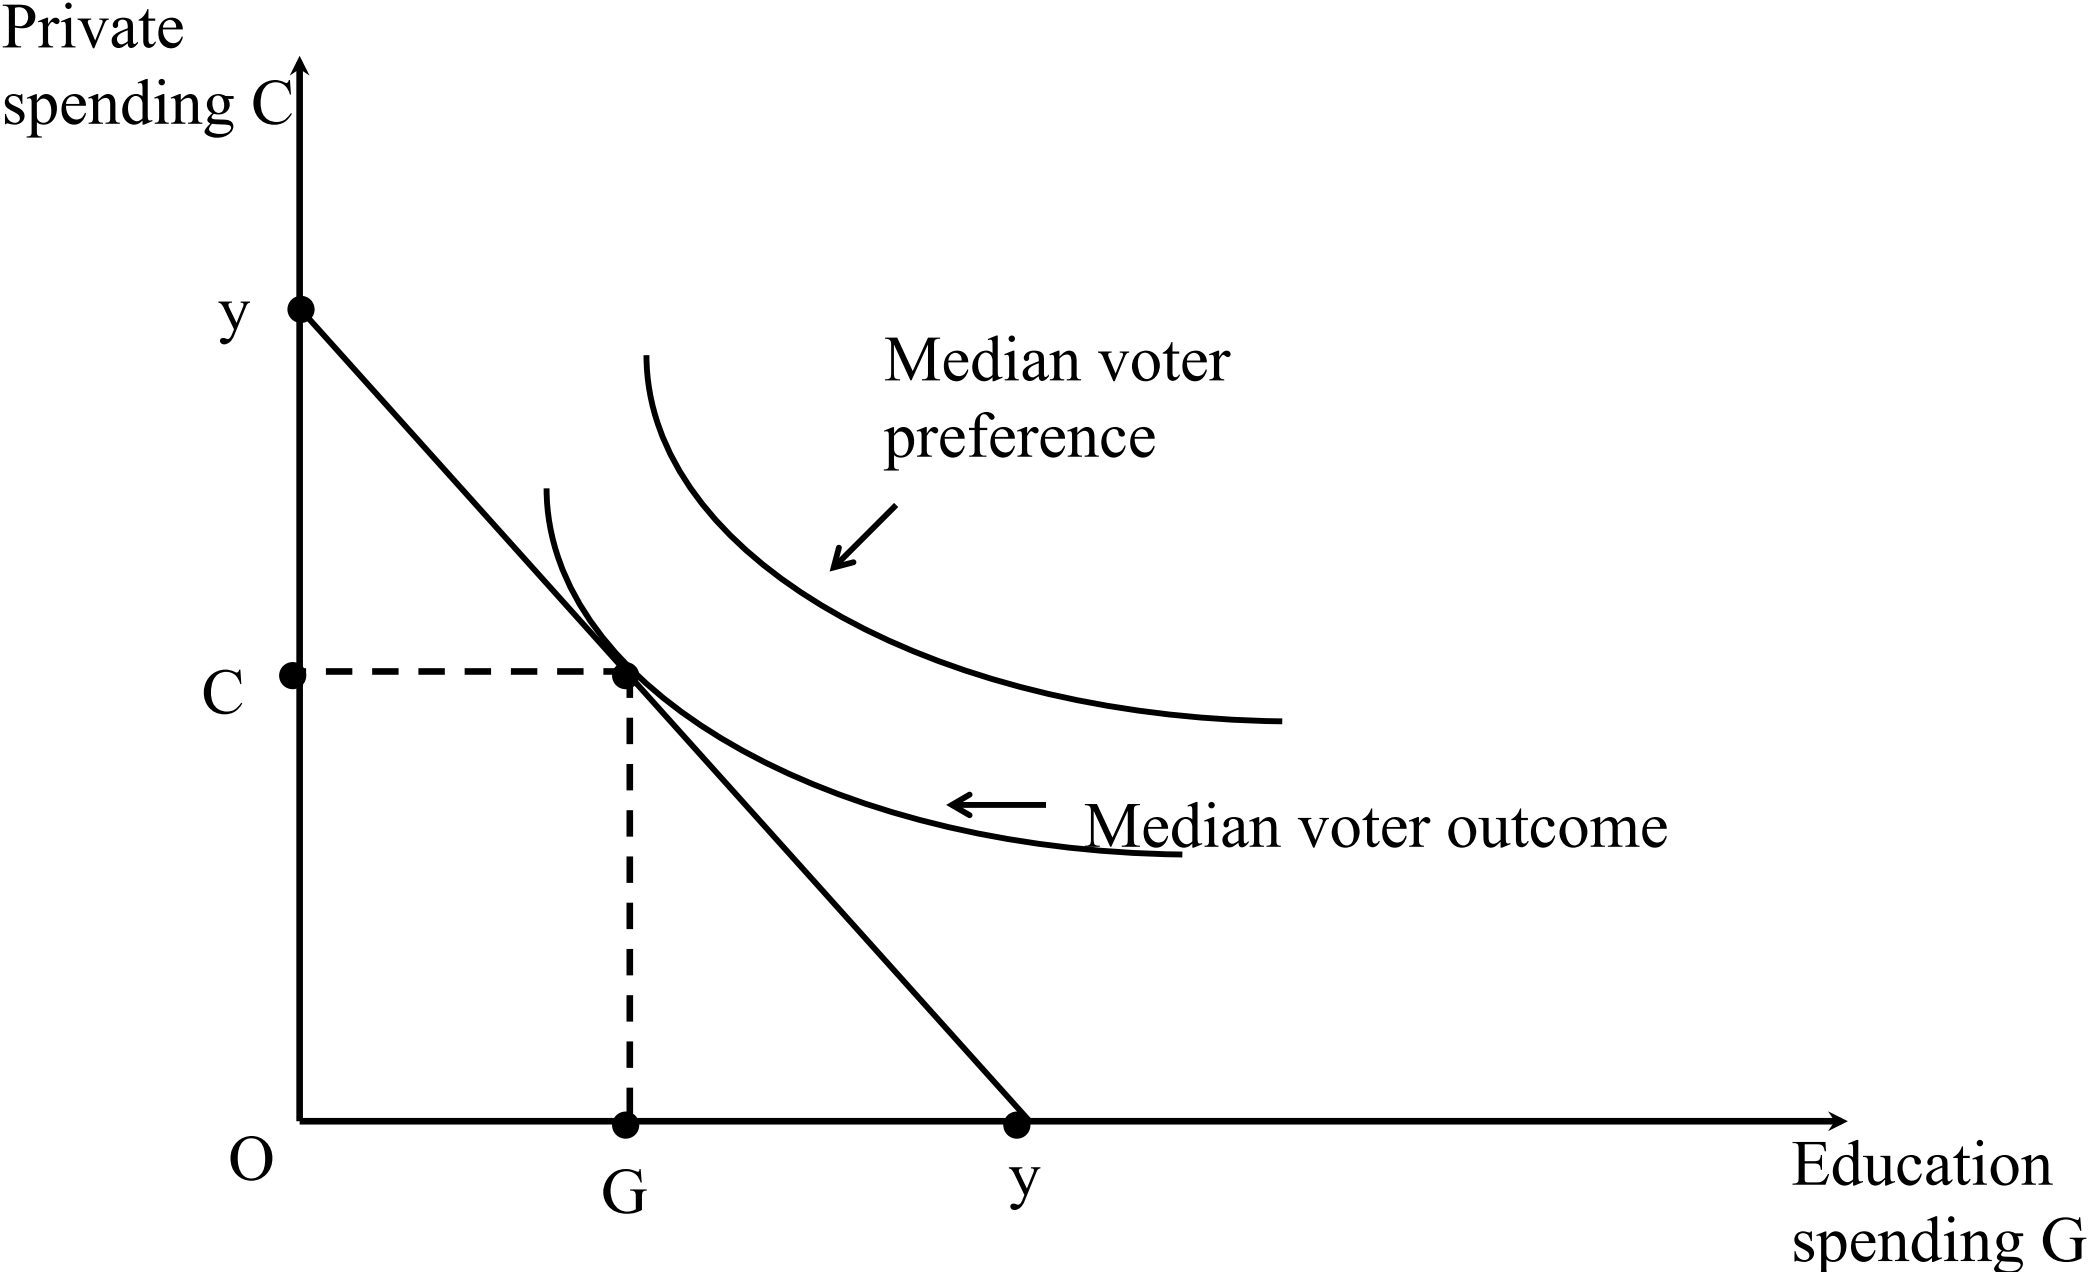 Private
spending C
y
Median voter
preference
C
Median voter outcome
O
G
y
Education
spending G